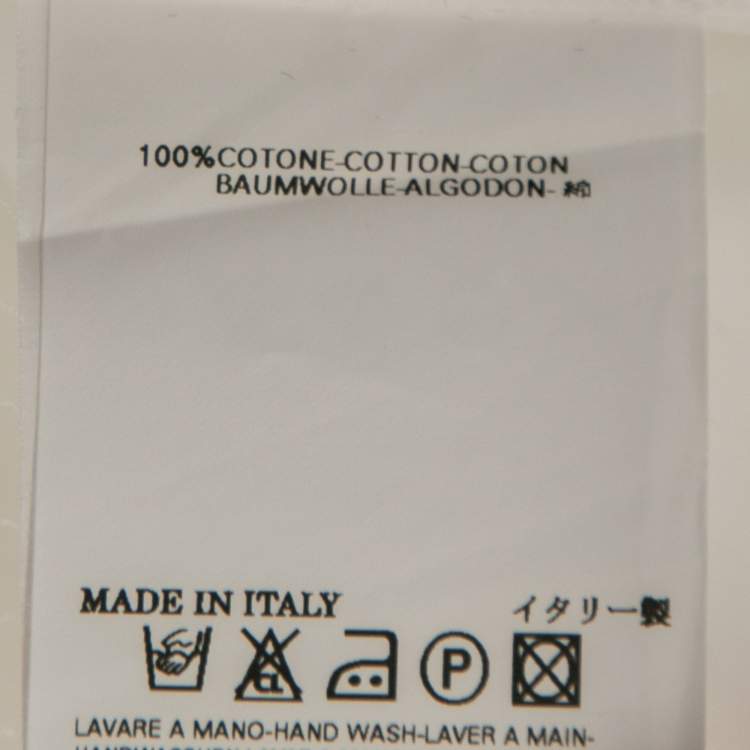 100%COTONE-COTTON-COTON
BAUMWOLLE-ALGODON- 綿
MADE IN ITALY イタリー製
CL P
LAVARE A MANO-HAND WASH-LAVER A MAIN-